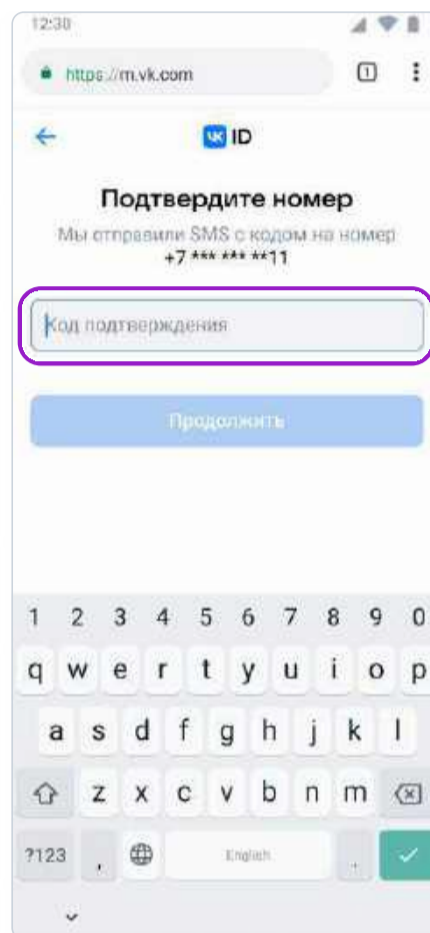 12:30
https://m.vk.com
1
VK ID
Подтвердите номер
Мы отправили SMS с кодом на номер
+7 *** *** **11
Код подтверждения
Продолжить
1 2 3 4 5 6 7 8 9 0
q w e r t y u i o p
a s d f g h j k l
z x c v b n m
?123 , English .